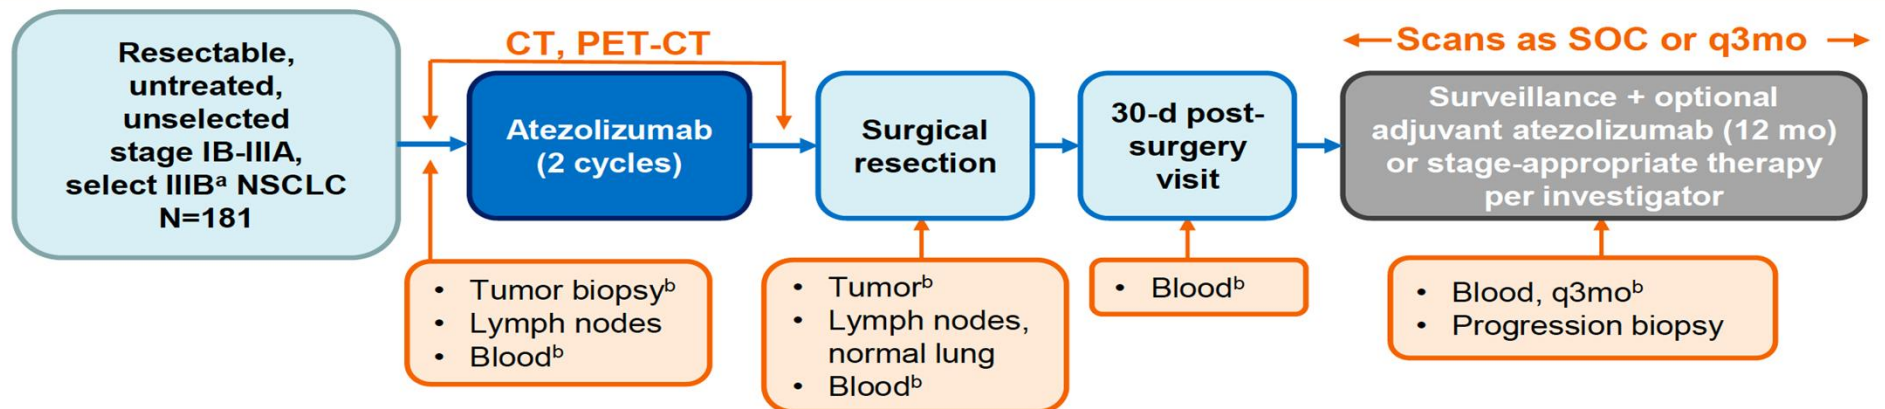 Resectable,
untreated,
unselected
stage IB-IIIA,
select IIIBᵃ NSCLC
N=181
CT, PET-CT
Atezolizumab
(2 cycles)
Surgical
resection
30-d post-
surgery
visit
Scans as SOC or q3mo
Surveillance + optional
adjuvant atezolizumab (12 mo)
or stage-appropriate therapy
per investigator
• Tumor biopsyᵇ
• Lymph nodes
• Bloodᵇ
• Tumorᵇ
• Lymph nodes,
normal lung
• Bloodᵇ
• Bloodᵇ
• Blood, q3moᵇ
• Progression biopsy